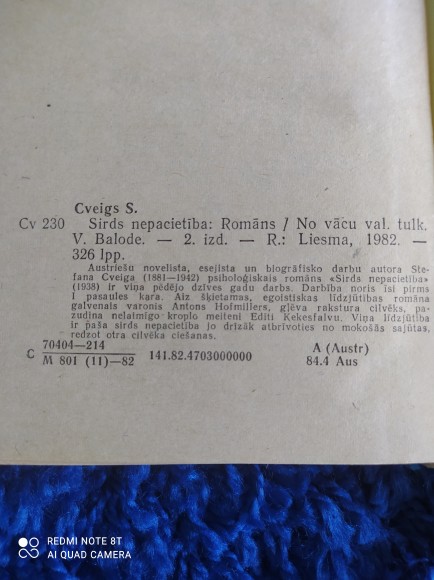 Cveigs S.
Cv 230 Sirds nepacietība: Romāns / No vācu val. tulk.
V. Balode. — 2. izd. — R.: Liesma, 1982. —
326 lpp.
Austriešu novelista, esejista un biogrāfisko darbu autora Ste-
fana Cveiga (1881—1942) psiholoģiskais romāns «Sirds nepacietība»
(1938) ir viņa pēdējo dzīves gadu darbs. Darbība noris īsi pirms
I pasaules kara. Aiz šķietamas, egoistiskas līdzjūtības romāna
galvenais varonis Antons Hofmillers, gļēva rakstura cilvēks, pa-
zudina nelaimīgo kroplo meiteni Editi Kekesfalvu. Viņa līdzjūtība
ir paša sirds nepacietība jo drīzāk atbrīvoties no mokošās sajūtas,
redzot otra cilvēka ciešanas.
C 70404—214 / M 801 (11)—82 141.82.4703000000 A (Austr)
84.4 Aus
REDMI NOTE 8T
AI QUAD CAMERA